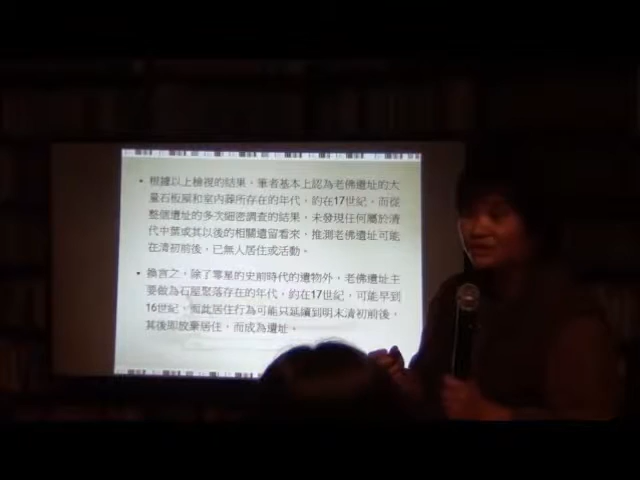 • 根據以上檢視的結果，筆者基本上認為老佛遺址的大
量石板屋和室內葬所存在的年代，約在17世紀，而從
整個遺址的多次細密調查的結果，未發現任何屬於清
代中葉或其以後的相關遺留看來，推測老佛遺址可能
在清初前後，已無人居住或活動。
• 換言之，除了零星的史前時代的遺物外，老佛遺址主
要做為石屋聚落存在的年代，約在17世紀，可能早到
16世紀。而此居住行為可能只延續到明末清初前後，
其後即放棄居住，而成為遺址。